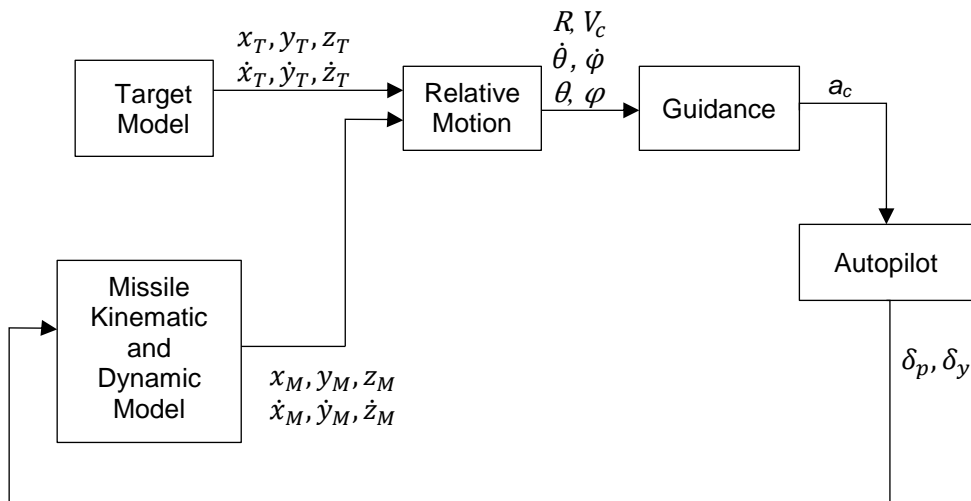 x_T, y_T, z_T
ẋ_T, ẏ_T, ż_T
Target
Model
Relative
Motion
R, V_c
θ̇, φ̇
θ, φ
Guidance
a_c
Autopilot
δ_p, δ_y
Missile
Kinematic
and
Dynamic
Model
x_M, y_M, z_M
ẋ_M, ẏ_M, ż_M